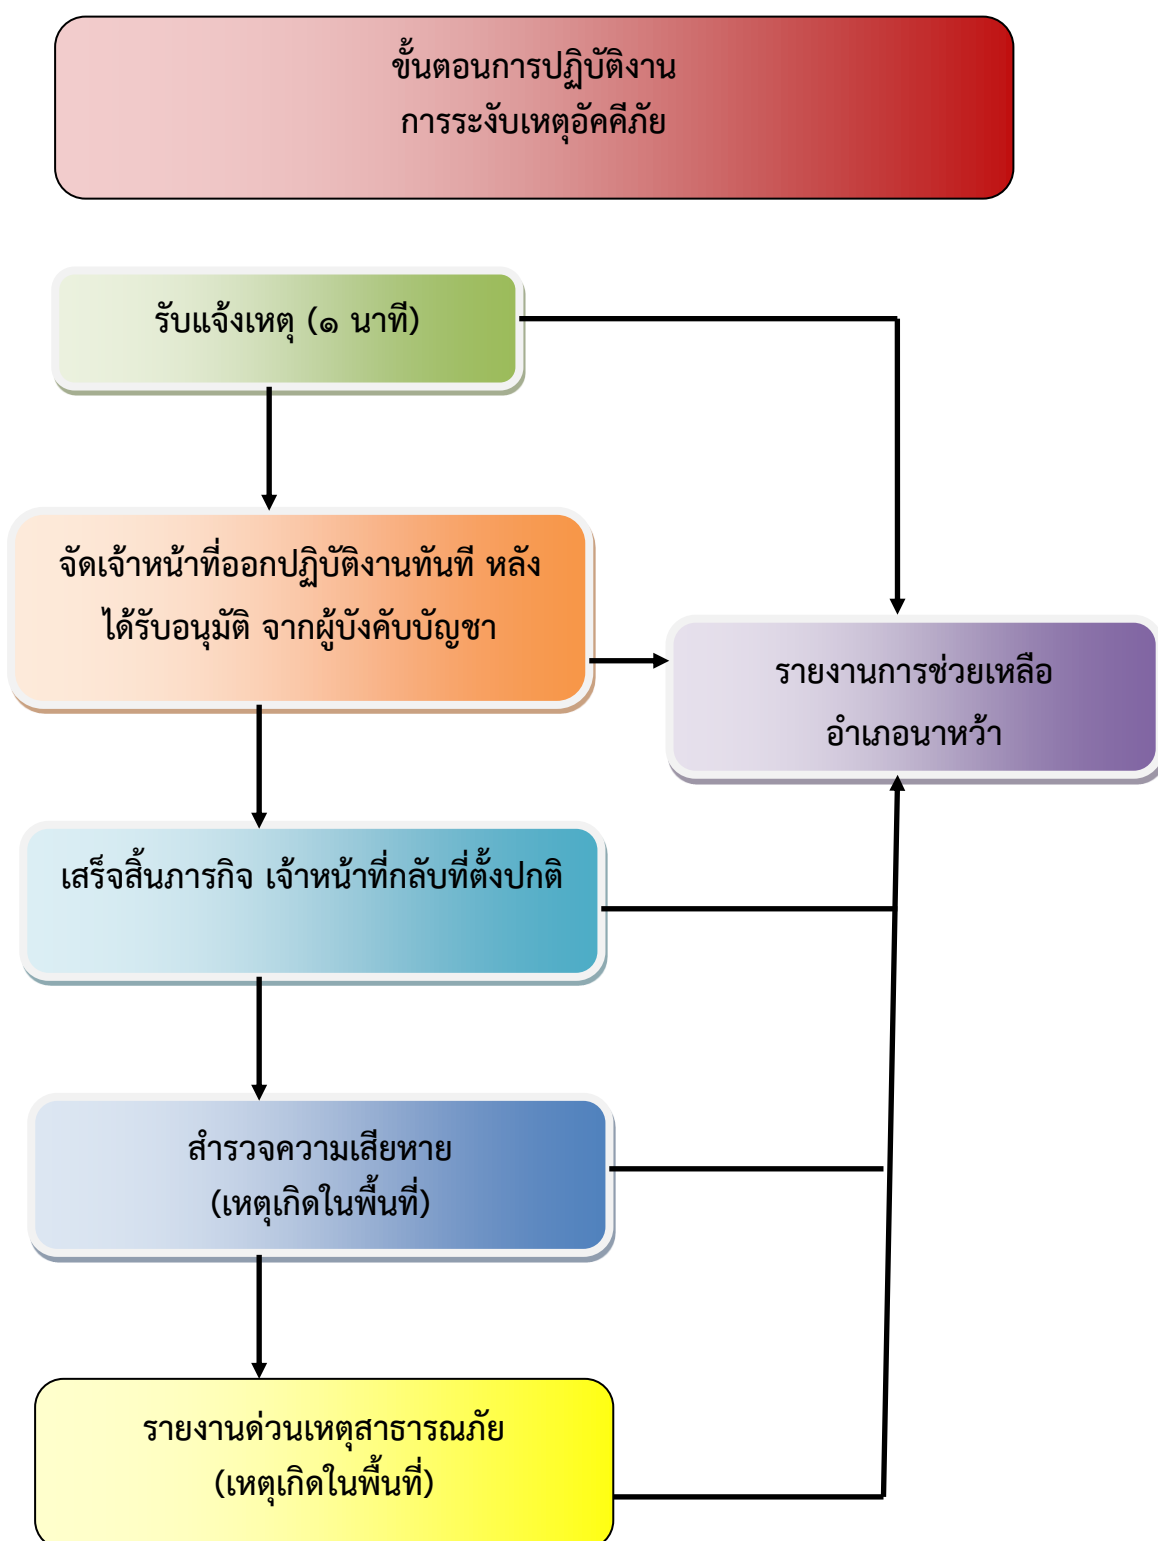 ขั้นตอนการปฏิบัติงาน
การระงับเหตุอัคคีภัย
รับแจ้งเหตุ (๑ นาที)
จัดเจ้าหน้าที่ออกปฏิบัติงานทันที หลัง
ได้รับอนุมัติ จากผู้บังคับบัญชา
รายงานการช่วยเหลือ
อำเภอนาหว้า
เสร็จสิ้นภารกิจ เจ้าหน้าที่กลับที่ตั้งปกติ
สำรวจความเสียหาย
(เหตุเกิดในพื้นที่)
รายงานด่วนเหตุสาธารณภัย
(เหตุเกิดในพื้นที่)